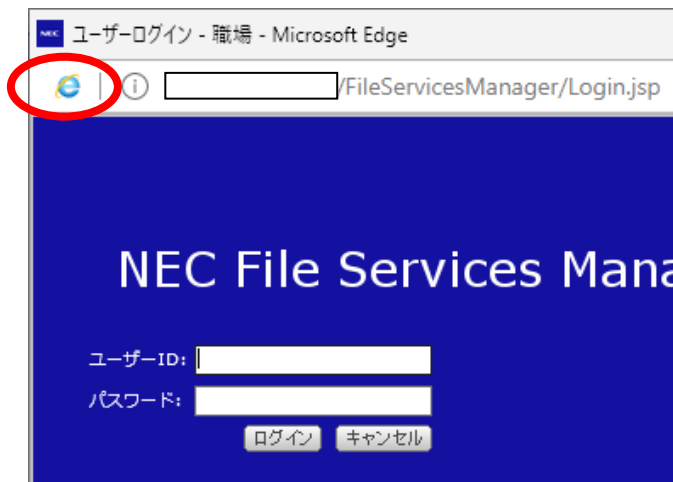 NEC ユーザーログイン - 職場 - Microsoft Edge
/FileServicesManager/Login.jsp
NEC File Services Mana
ユーザーID:
パスワード:
ログイン キャンセル